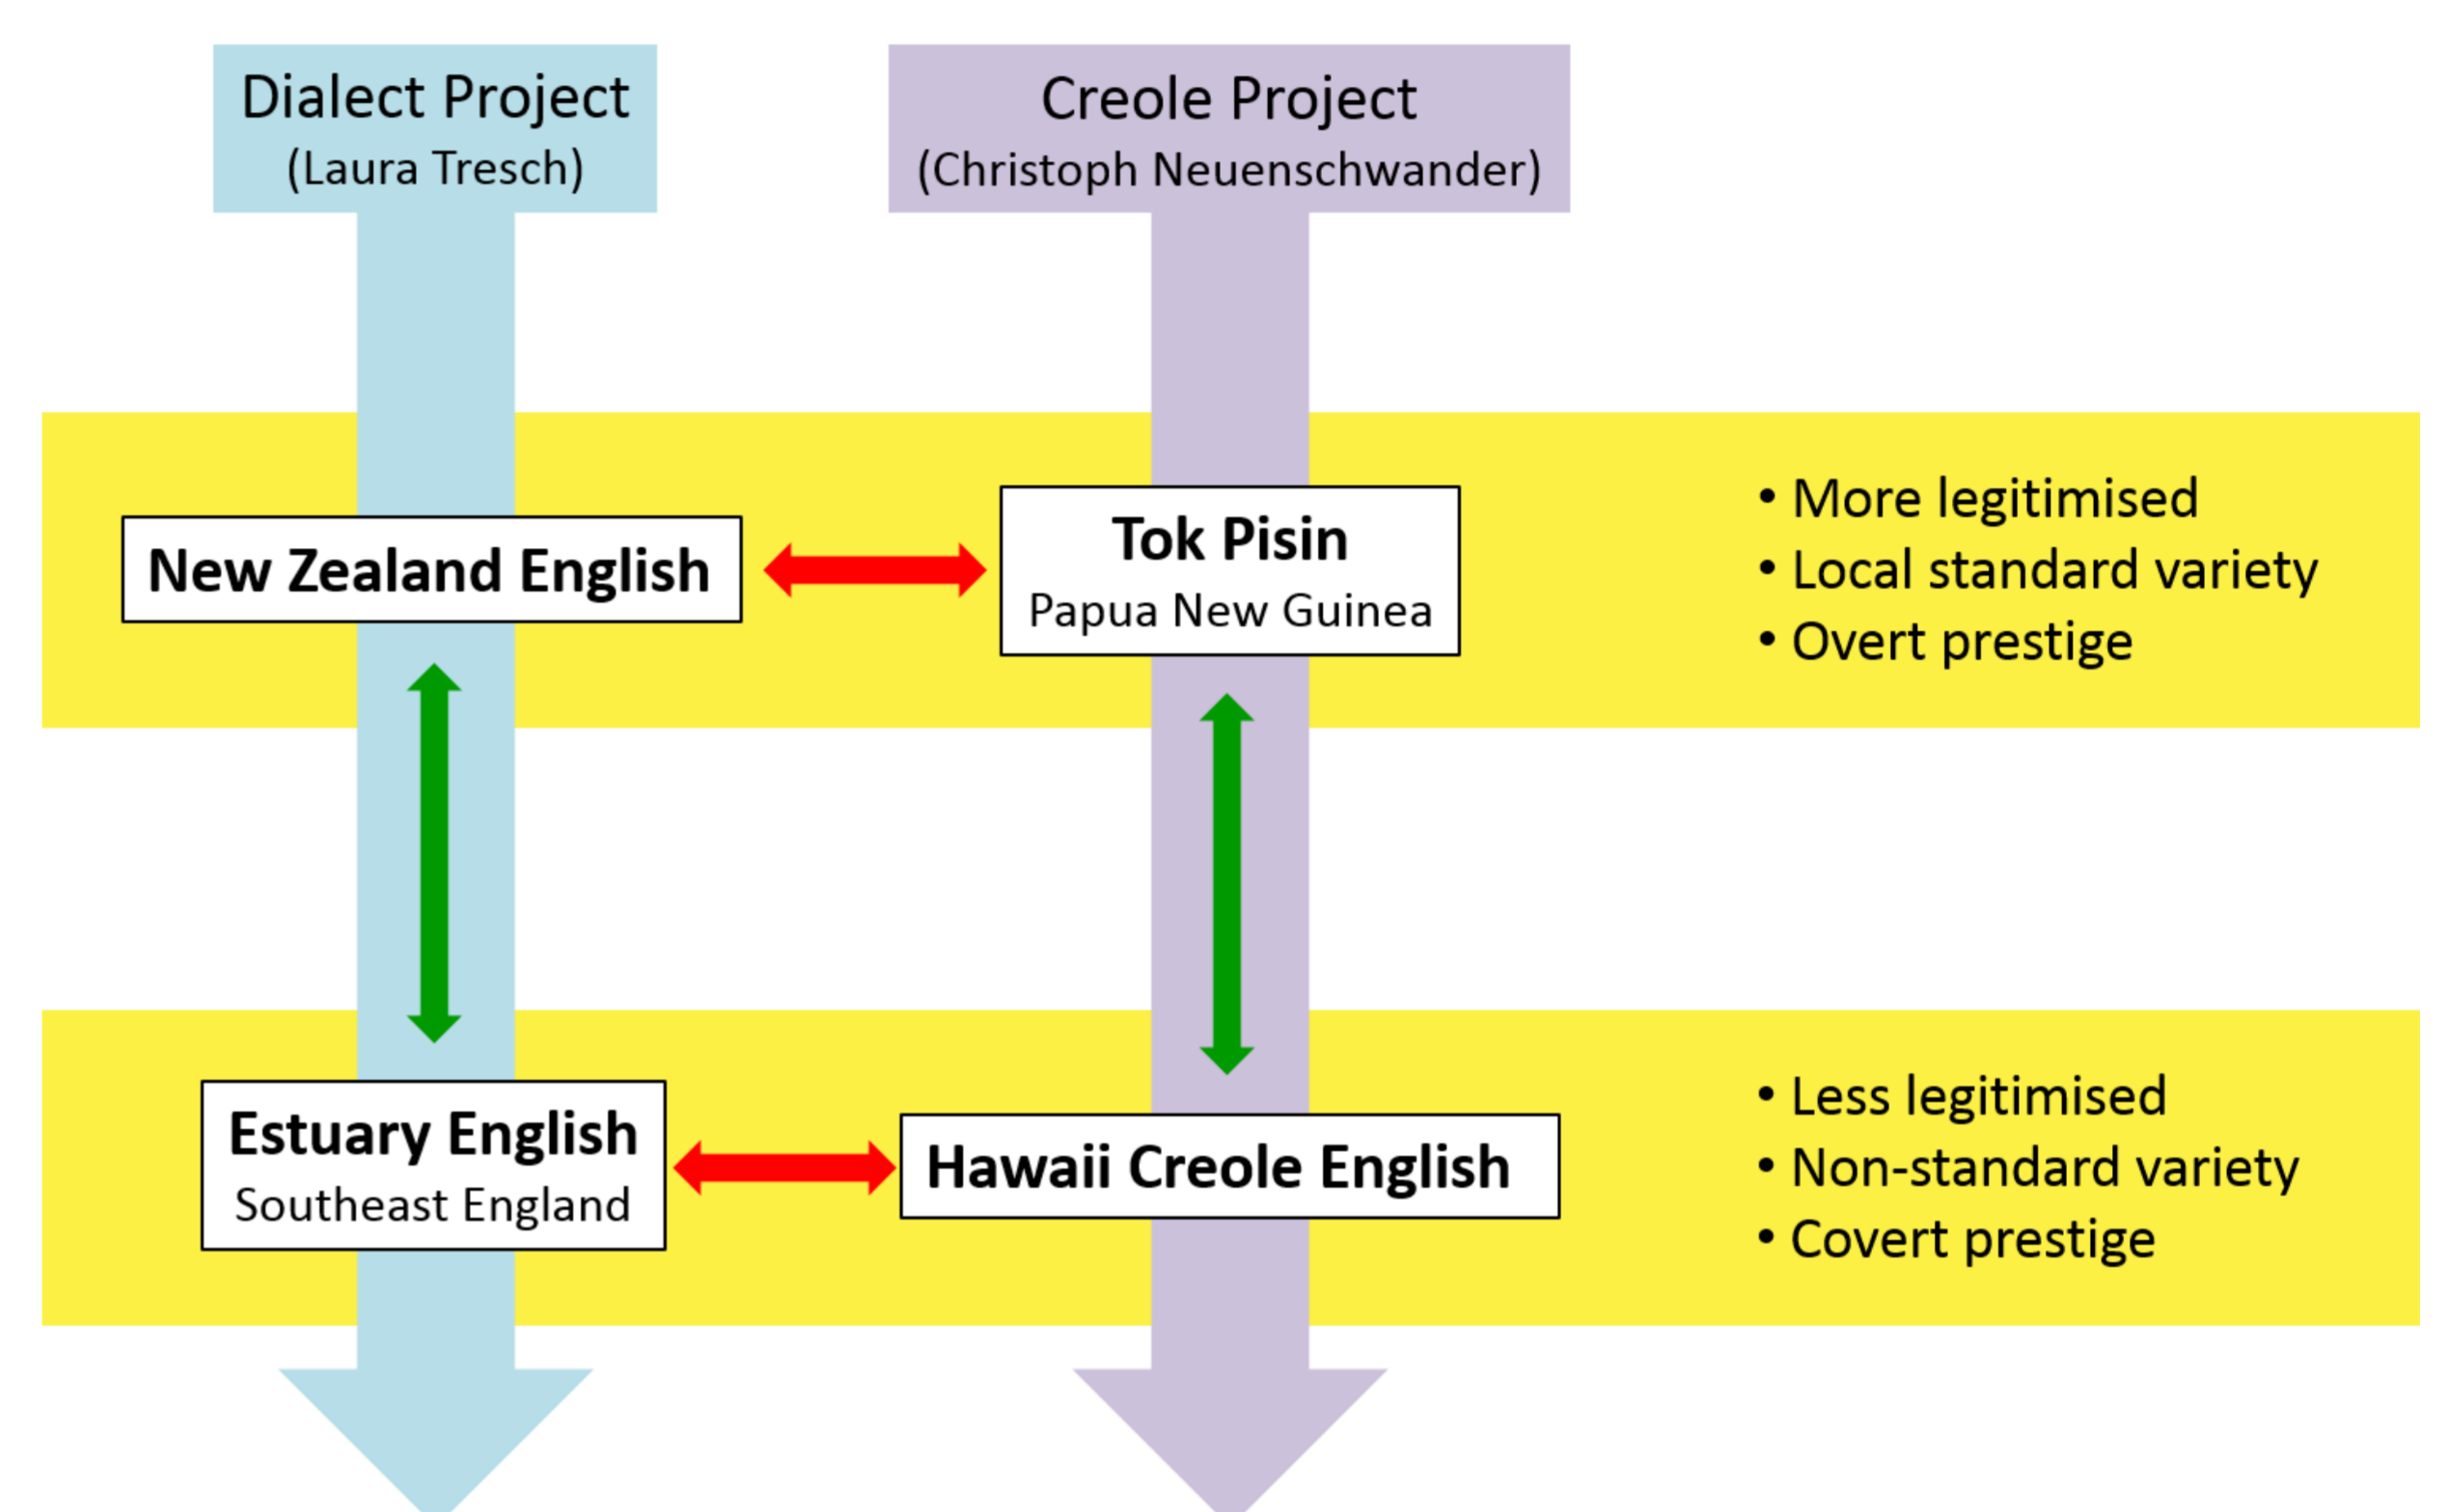 Dialect Project
(Laura Tresch)
Creole Project
(Christoph Neuenschwander)
New Zealand English
Tok Pisin
Papua New Guinea
• More legitimised
• Local standard variety
• Overt prestige
Estuary English
Southeast England
Hawaii Creole English
• Less legitimised
• Non-standard variety
• Covert prestige